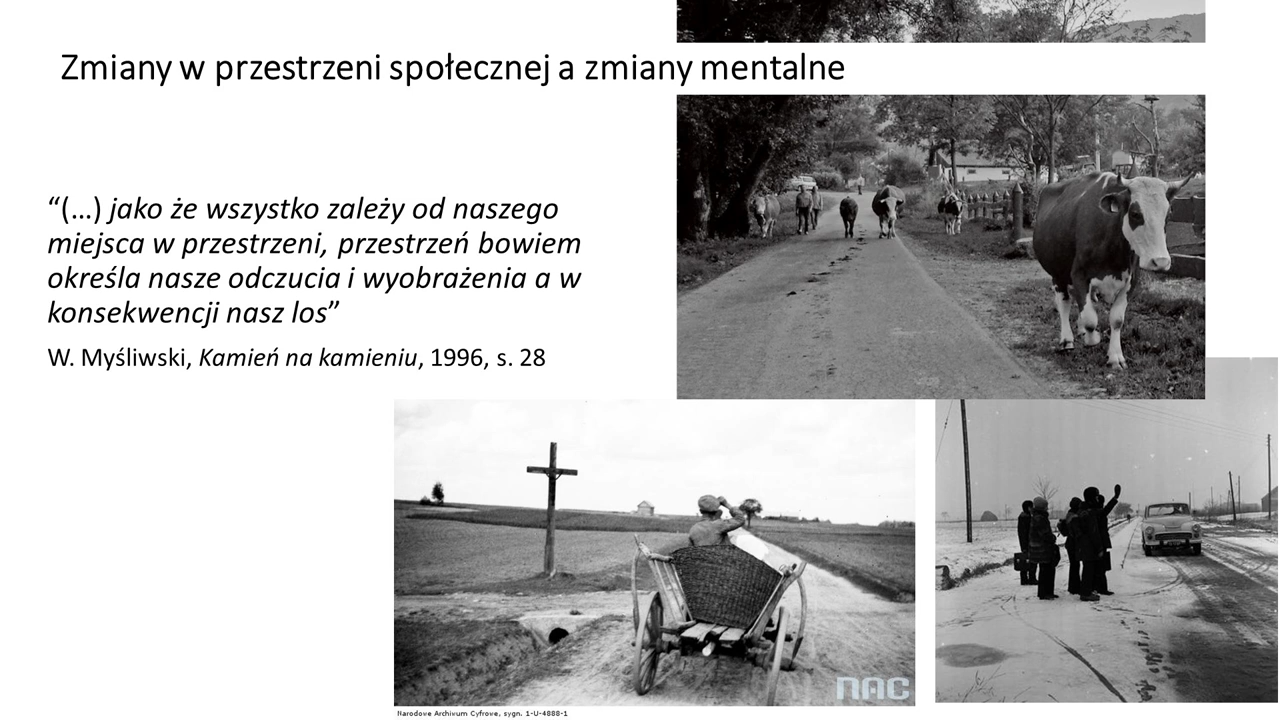 Zmiany w przestrzeni społecznej a zmiany mentalne
“(…) jako że wszystko zależy od naszego
miejsca w przestrzeni, przestrzeń bowiem
określa nasze odczucia i wyobrażenia a w
konsekwencji nasz los”
W. Myśliwski, Kamień na kamieniu, 1996, s. 28
NAC
Narodowe Archiwum Cyfrowe, sygn. 1-U-4888-1